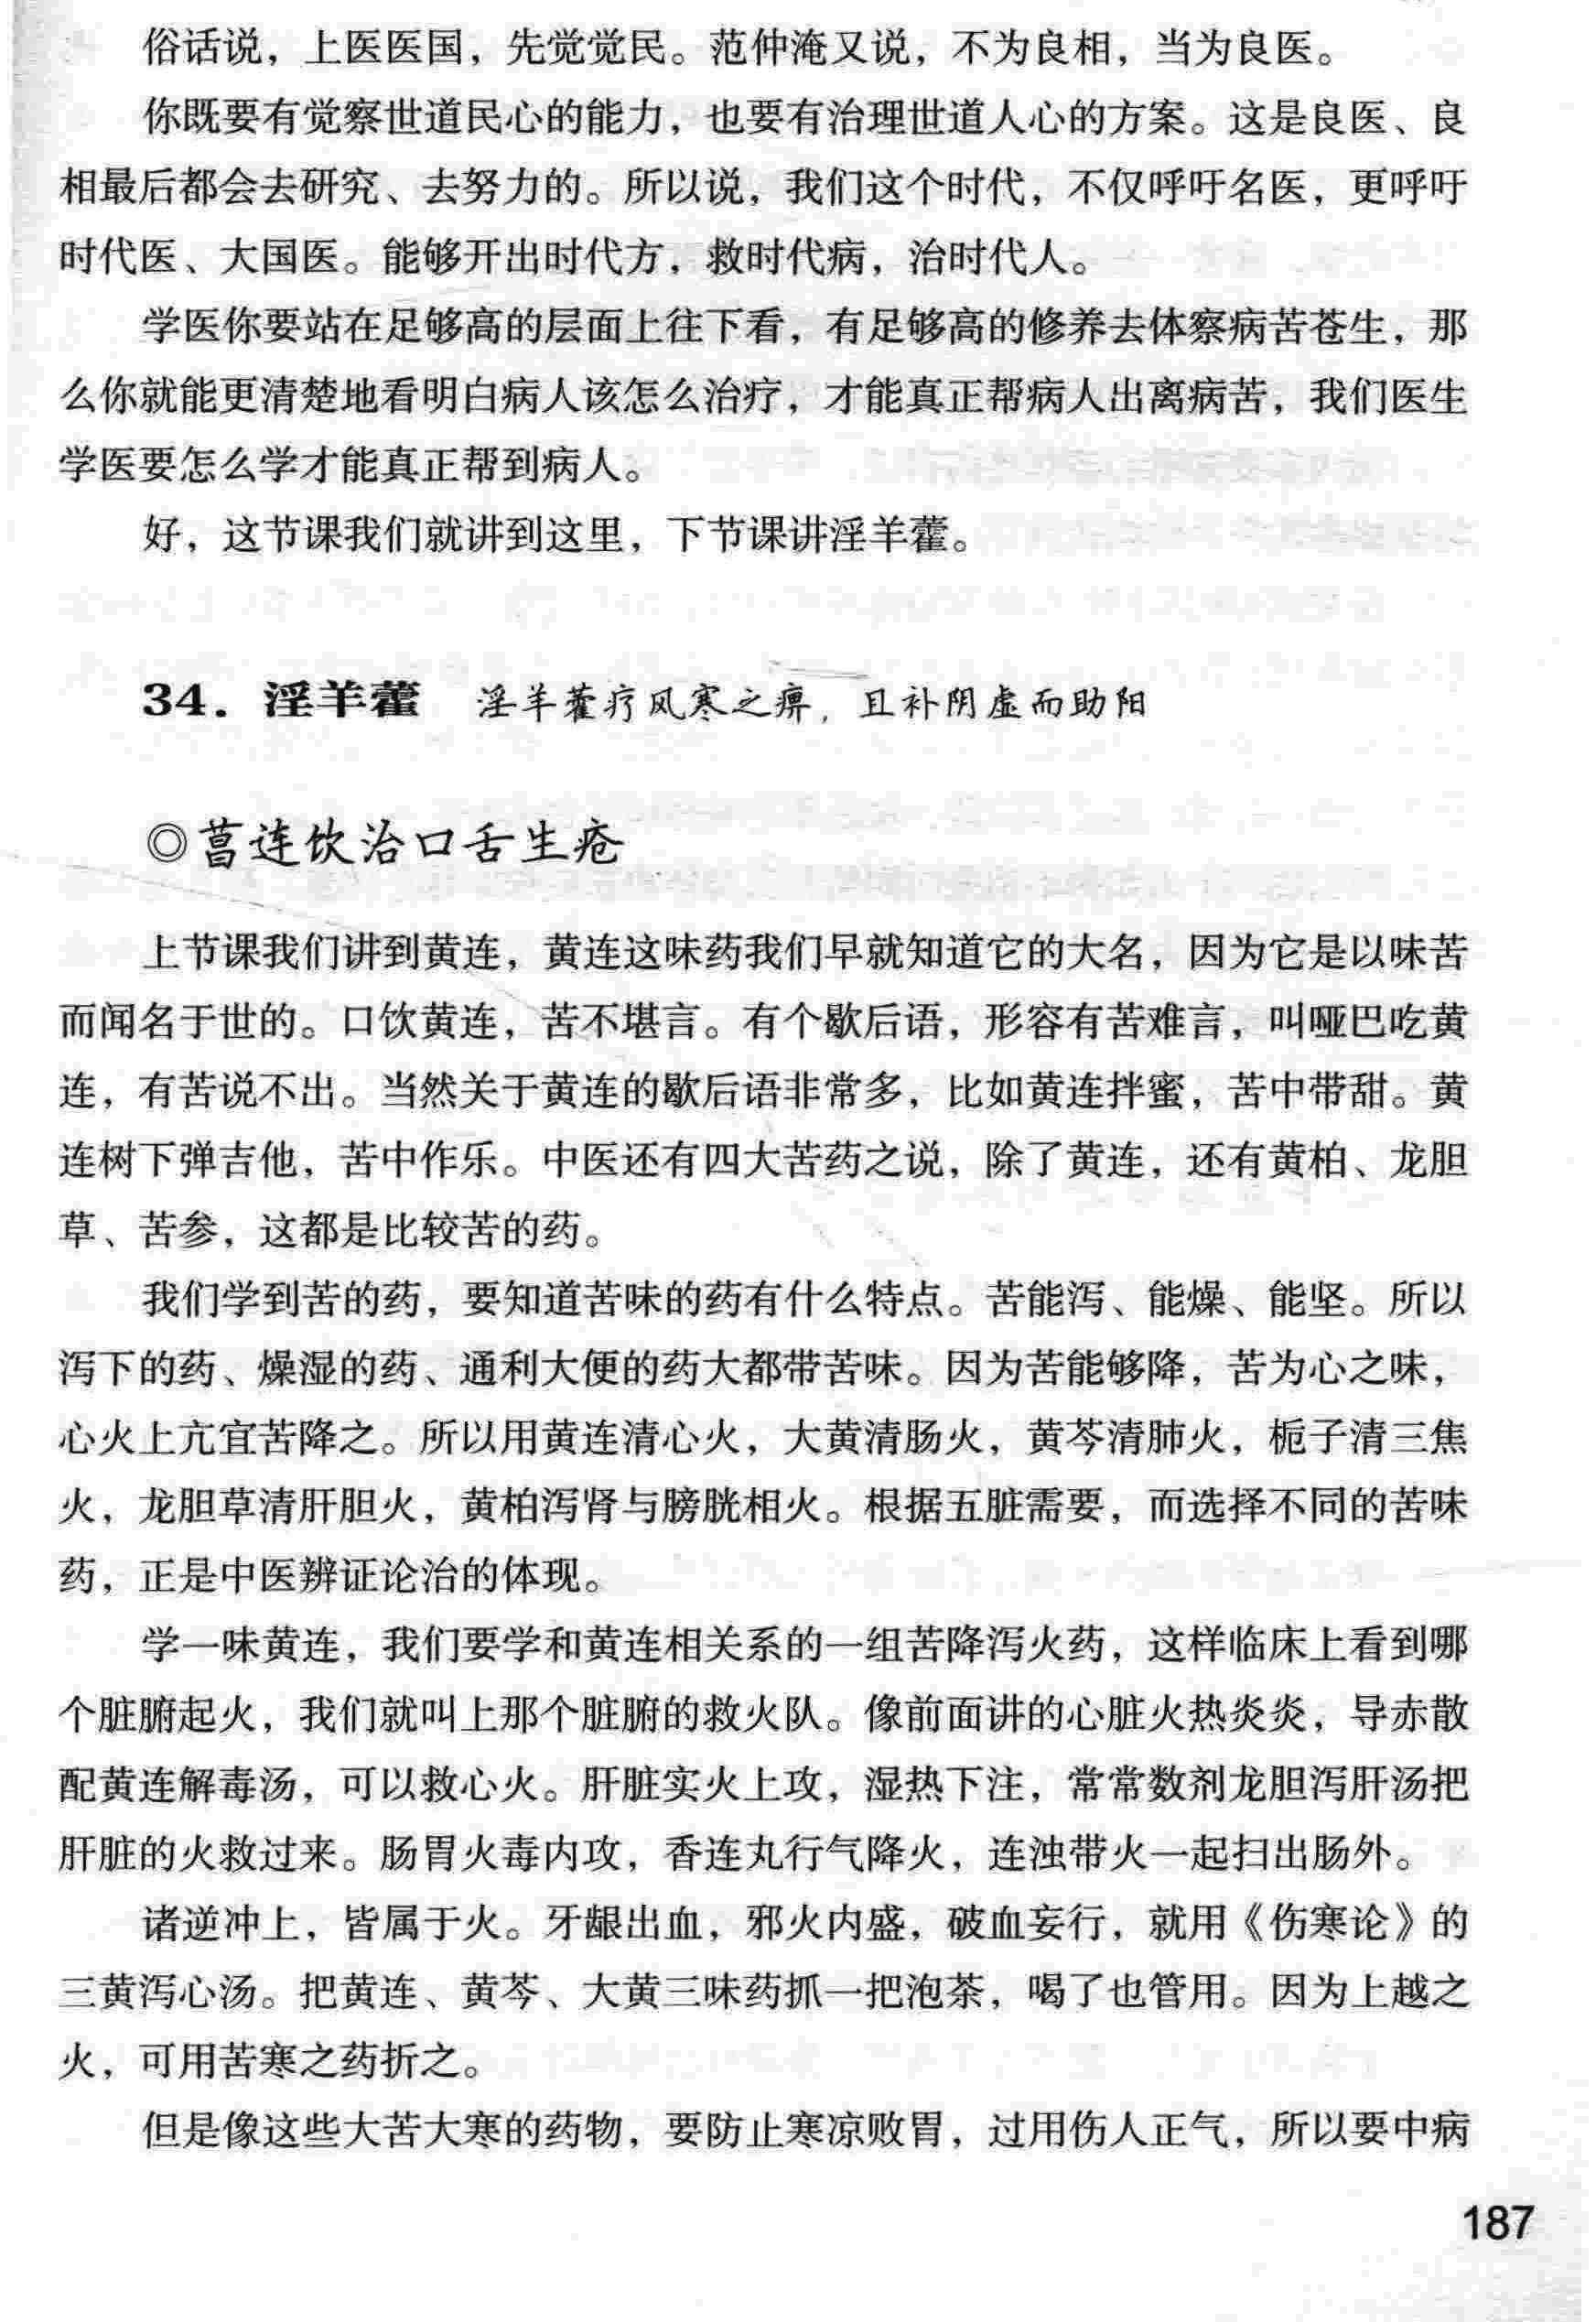 俗话说，上医医国，先觉觉民。范仲淹又说，不为良相，当为良医。
你既要有觉察世道民心的能力，也要有治理世道人心的方案。这是良医、良
相最后都会去研究、去努力的。所以说，我们这个时代，不仅呼吁名医，更呼吁
时代医、大国医。能够开出时代方，救时代病，治时代人。
学医你要站在足够高的层面上往下看，有足够高的修养去体察病苦苍生，那
么你就能更清楚地看明白病人该怎么治疗，才能真正帮病人出离病苦，我们医生
学医要怎么学才能真正帮到病人。
好，这节课我们就讲到这里，下节课讲淫羊藿。
34．淫羊藿 淫羊藿疗风寒之痹，且补阴虚而助阳
◎菖连饮治口舌生疮
上节课我们讲到黄连，黄连这味药我们早就知道它的大名，因为它是以味苦
而闻名于世的。口饮黄连，苦不堪言。有个歇后语，形容有苦难言，叫哑巴吃黄
连，有苦说不出。当然关于黄连的歇后语非常多，比如黄连拌蜜，苦中带甜。黄
连树下弹吉他，苦中作乐。中医还有四大苦药之说，除了黄连，还有黄柏、龙胆
草、苦参，这都是比较苦的药。
我们学到苦的药，要知道苦味的药有什么特点。苦能泻、能燥、能坚。所以
泻下的药、燥湿的药、通利大便的药大都带苦味。因为苦能够降，苦为心之味，
心火上亢宜苦降之。所以用黄连清心火，大黄清肠火，黄芩清肺火，栀子清三焦
火，龙胆草清肝胆火，黄柏泻肾与膀胱相火。根据五脏需要，而选择不同的苦味
药，正是中医辨证论治的体现。
学一味黄连，我们要学和黄连相关系的一组苦降泻火药，这样临床上看到哪
个脏腑起火，我们就叫上那个脏腑的救火队。像前面讲的心脏火热炎炎，导赤散
配黄连解毒汤，可以救心火。肝脏实火上攻，湿热下注，常常数剂龙胆泻肝汤把
肝脏的火救过来。肠胃火毒内攻，香连丸行气降火，连浊带火一起扫出肠外。
诸逆冲上，皆属于火。牙龈出血，邪火内盛，破血妄行，就用《伤寒论》的
三黄泻心汤。把黄连、黄芩、大黄三味药抓一把泡茶，喝了也管用。因为上越之
火，可用苦寒之药折之。
但是像这些大苦大寒的药物，要防止寒凉败胃，过用伤人正气，所以要中病
187